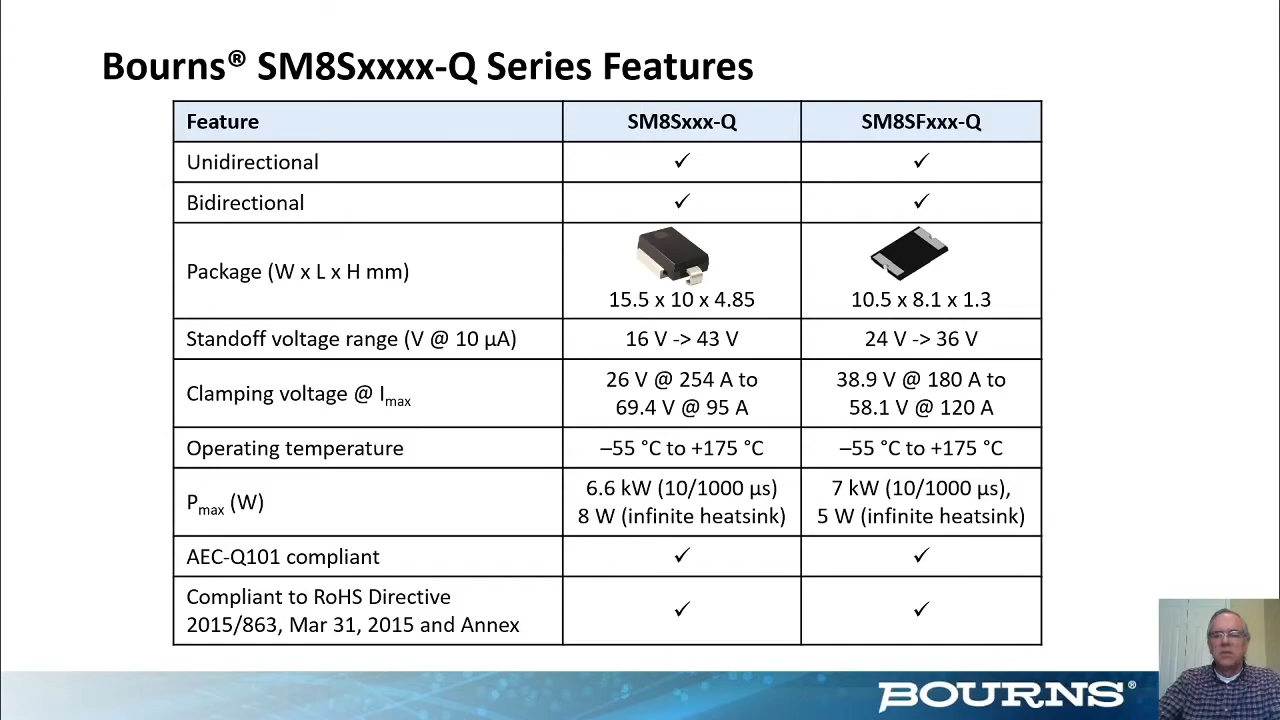 Bourns® SM8Sxxxx-Q Series Features
Feature SM8Sxxx-Q SM8SFxxx-Q
Unidirectional ✓ ✓
Bidirectional ✓ ✓
Package (W x L x H mm) 15.5 x 10 x 4.85 10.5 x 8.1 x 1.3
Standoff voltage range (V @ 10 µA) 16 V -> 43 V 24 V -> 36 V
Clamping voltage @ Imax
26 V @ 254 A to
69.4 V @ 95 A
38.9 V @ 180 A to
58.1 V @ 120 A
Operating temperature –55 °C to +175 °C –55 °C to +175 °C
Pmax (W)
6.6 kW (10/1000 µs)
8 W (infinite heatsink)
7 kW (10/1000 µs),
5 W (infinite heatsink)
AEC-Q101 compliant ✓ ✓
Compliant to RoHS Directive
2015/863, Mar 31, 2015 and Annex ✓ ✓
BOURNS®